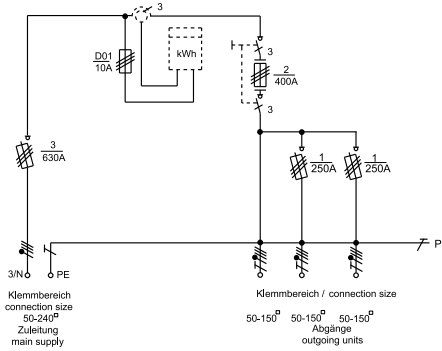 3
D01
10A
kWh
3
2
400A
3
3
630A
1
250A
1
250A
P
3/N
PE
Klemmbereich
connection size
50-240
Zuleitung
main supply
Klemmbereich / connection size
50-150 50-150 50-150
Abgänge
outgoing units